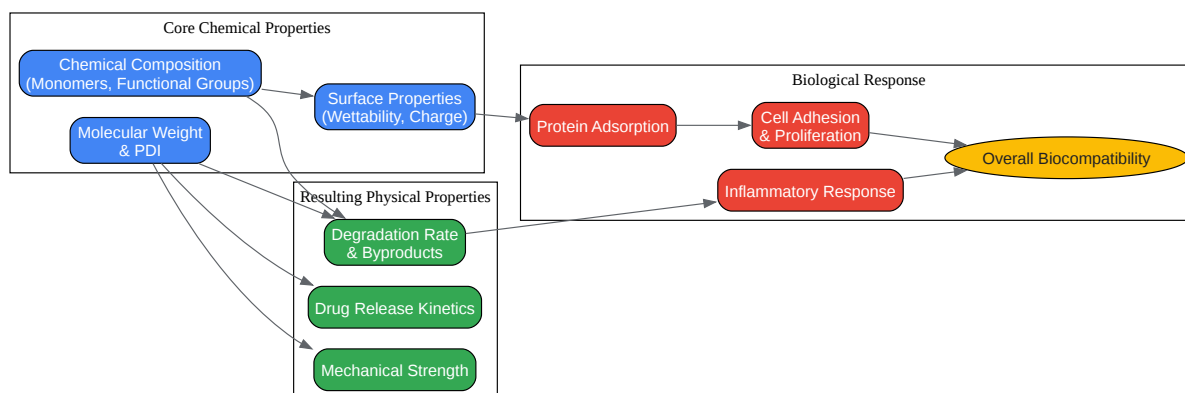 Core Chemical Properties
Chemical Composition
(Monomers, Functional Groups)
Surface Properties
(Wettability, Charge)
Molecular Weight
& PDI
Resulting Physical Properties
Degradation Rate
& Byproducts
Drug Release Kinetics
Mechanical Strength
Biological Response
Protein Adsorption
Cell Adhesion
& Proliferation
Inflammatory Response
Overall Biocompatibility